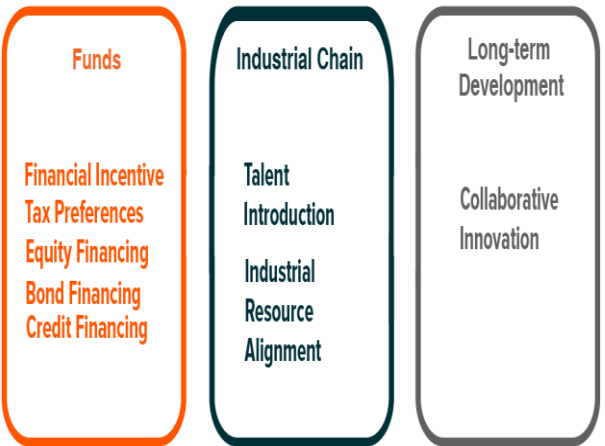 Funds
Financial Incentive
Tax Preferences
Equity Financing
Bond Financing
Credit Financing
Industrial Chain
Talent
Introduction
Industrial
Resource
Alignment
Long-term
Development
Collaborative
Innovation